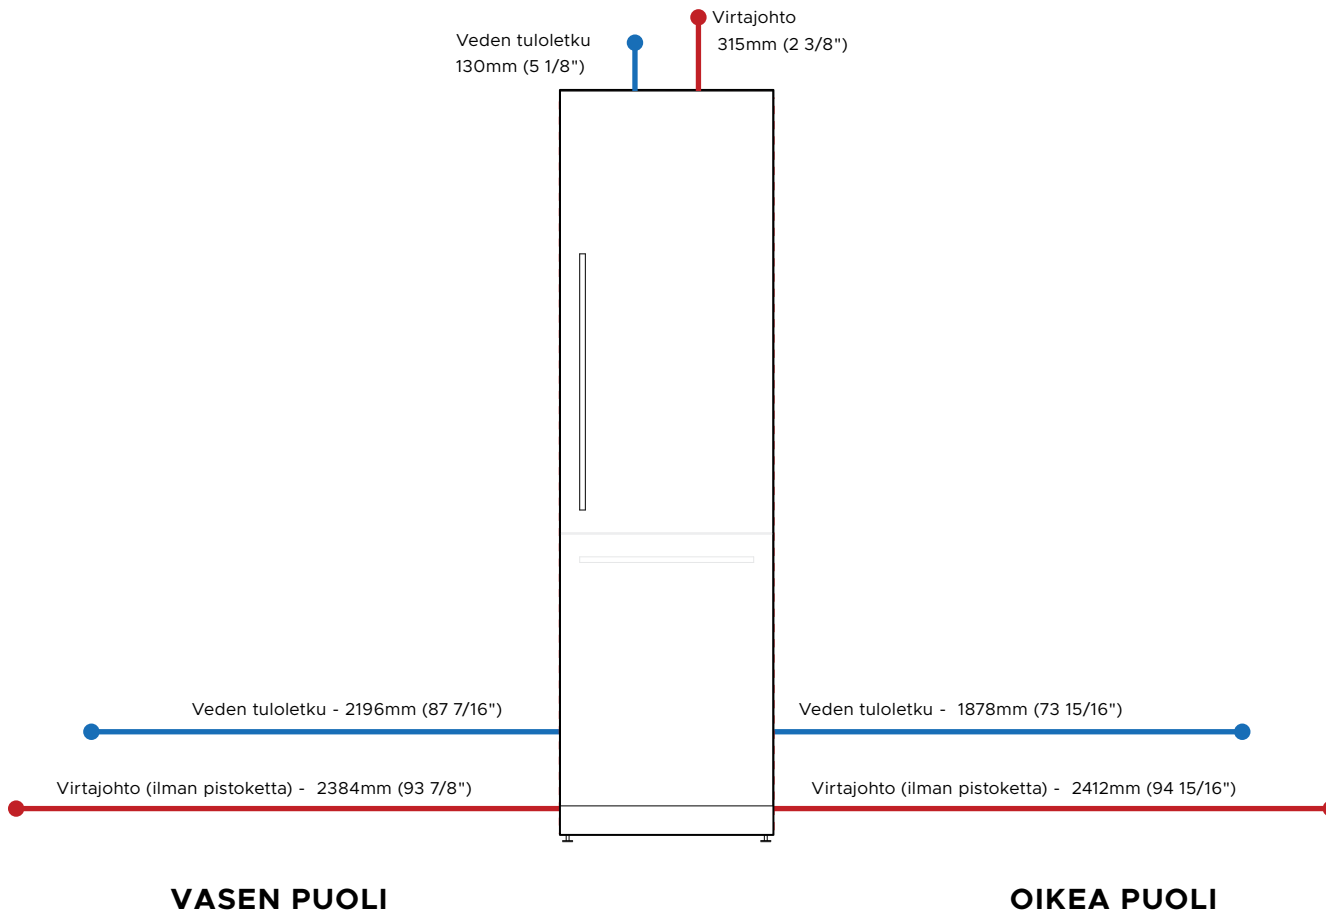 Virtajohto
315mm (2 3/8")
Veden tuloletku
130mm (5 1/8")
Veden tuloletku - 2196mm (87 7/16")
Veden tuloletku - 1878mm (73 15/16")
Virtajohto (ilman pistoketta) - 2384mm (93 7/8")
Virtajohto (ilman pistoketta) - 2412mm (94 15/16")
VASEN PUOLI
OIKEA PUOLI